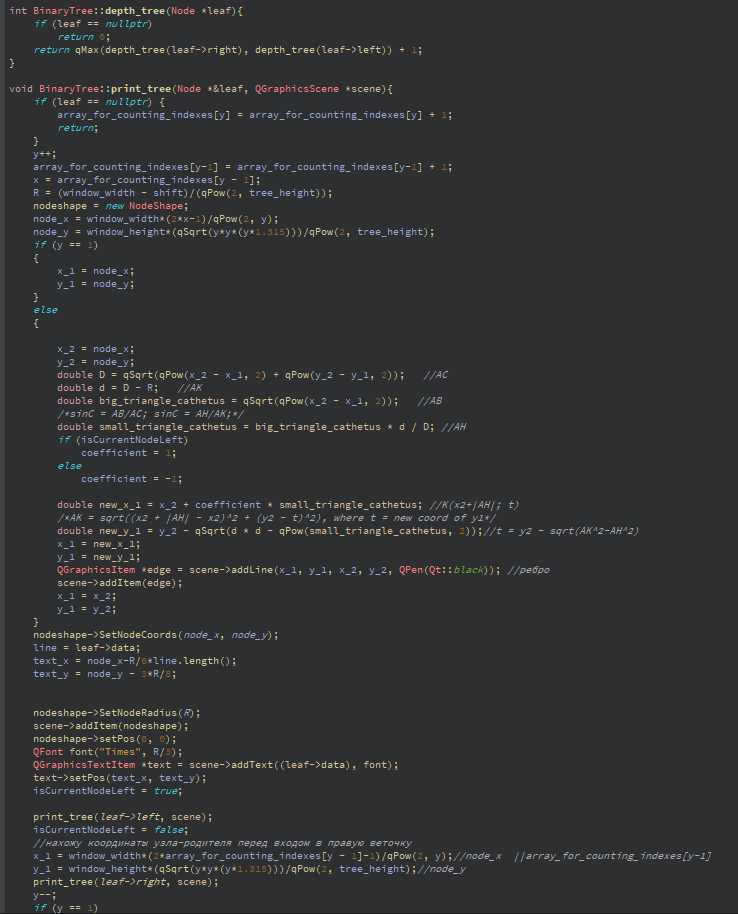 int BinaryTree::depth_tree(Node *leaf){
if (leaf == nullptr)
return 0;
return qMax(depth_tree(leaf->right), depth_tree(leaf->left)) + 1;
}
void BinaryTree::print_tree(Node *&leaf, QGraphicsScene *scene){
if (leaf == nullptr) {
array_for_counting_indexes[y] = array_for_counting_indexes[y] + 1;
return;
}
y++;
array_for_counting_indexes[y-1] = array_for_counting_indexes[y-1] + 1;
x = array_for_counting_indexes[y - 1];
R = (window_width - shift)/(qPow(2, tree_height));
nodeshape = new NodeShape;
node_x = window_width*(2*x-1)/qPow(2, y);
node_y = window_height*(qSqrt(y*y*(y*1.315)))/qPow(2, tree_height);
if (y == 1)
{
x_1 = node_x;
y_1 = node_y;
}
else
{
x_2 = node_x;
y_2 = node_y;
double D = qSqrt(qPow(x_2 - x_1, 2) + qPow(y_2 - y_1, 2)); //AC
double d = D - R; //AK
double big_triangle_cathetus = qSqrt(qPow(x_2 - x_1, 2)); //AB
/*sinC = AB/AC; sinC = AH/AK;*/
double small_triangle_cathetus = big_triangle_cathetus * d / D; //AH
if (isCurrentNodeLeft)
coefficient = 1;
else
coefficient = -1;
double new_x_1 = x_2 + coefficient * small_triangle_cathetus; //K(x2+|AH|; t)
/*AK = sqrt((x2 + |AH| - x2)^2 + (y2 - t)^2), where t = new coord of y1*/
double new_y_1 = y_2 - qSqrt(d * d - qPow(small_triangle_cathetus, 2));//t = y2 - sqrt(AK^2-AH^2)
x_1 = new_x_1;
y_1 = new_y_1;
QGraphicsItem *edge = scene->addLine(x_1, y_1, x_2, y_2, QPen(Qt::black)); //ребро
scene->addItem(edge);
x_1 = x_2;
y_1 = y_2;
}
nodeshape->SetNodeCoords(node_x, node_y);
line = leaf->data;
text_x = node_x-R/6*line.length();
text_y = node_y - 3*R/8;
nodeshape->SetNodeRadius(R);
scene->addItem(nodeshape);
nodeshape->setPos(0, 0);
QFont font("Times", R/3);
QGraphicsTextItem *text = scene->addText((leaf->data), font);
text->setPos(text_x, text_y);
isCurrentNodeLeft = true;
print_tree(leaf->left, scene);
isCurrentNodeLeft = false;
//нахожу координаты узла-родителя перед входом в правую веточку
x_1 = window_width*(2*array_for_counting_indexes[y - 1]-1)/qPow(2, y);//node_x ||array_for_counting_indexes[y-1]
y_1 = window_height*(qSqrt(y*y*(y*1.315)))/qPow(2, tree_height);//node_y
print_tree(leaf->right, scene);
y--;
if (y == 1)